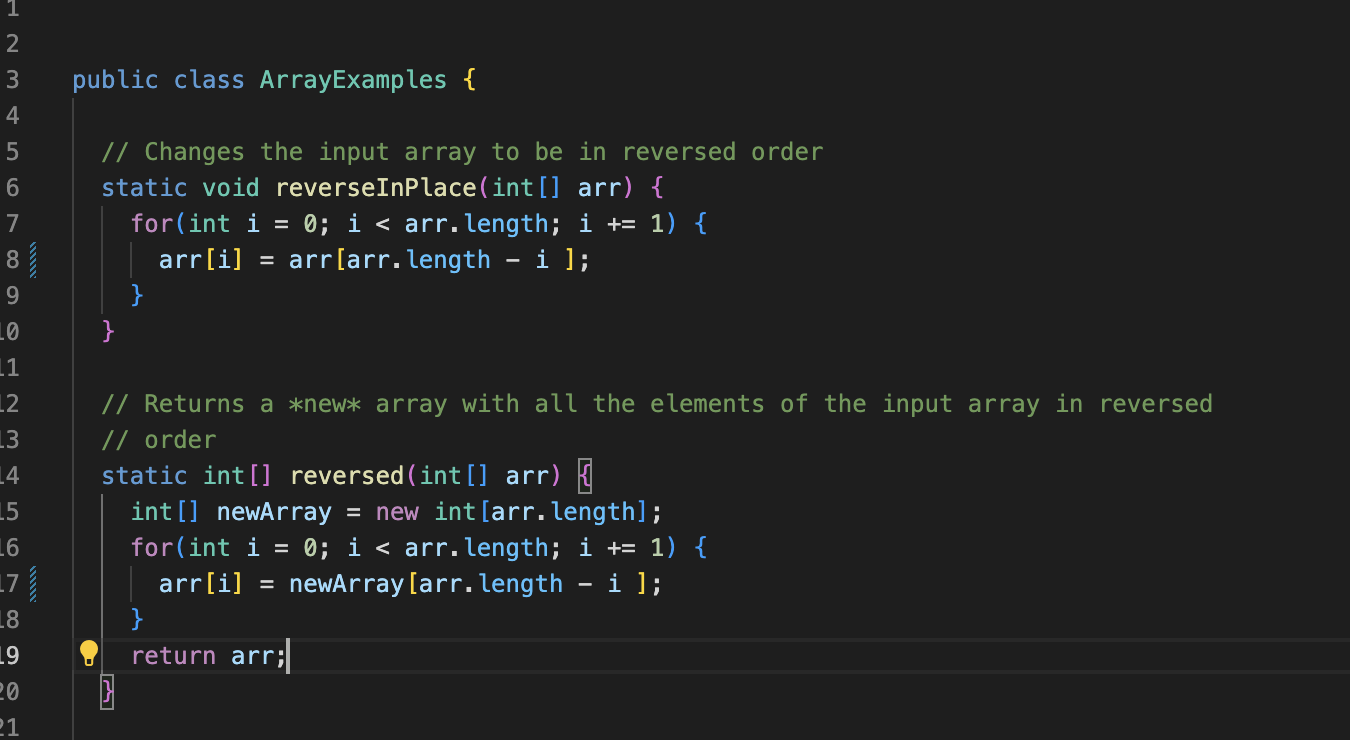 1
2
3 public class ArrayExamples {
4
5 // Changes the input array to be in reversed order
6 static void reverseInPlace(int[] arr) {
7 for(int i = 0; i < arr.length; i += 1) {
8 arr[i] = arr[arr.length - i ];
9 }
10 }
11
12 // Returns a *new* array with all the elements of the input array in reversed
13 // order
14 static int[] reversed(int[] arr) {
15 int[] newArray = new int[arr.length];
16 for(int i = 0; i < arr.length; i += 1) {
17 arr[i] = newArray[arr.length - i ];
18 }
19 return arr;
20 }
21